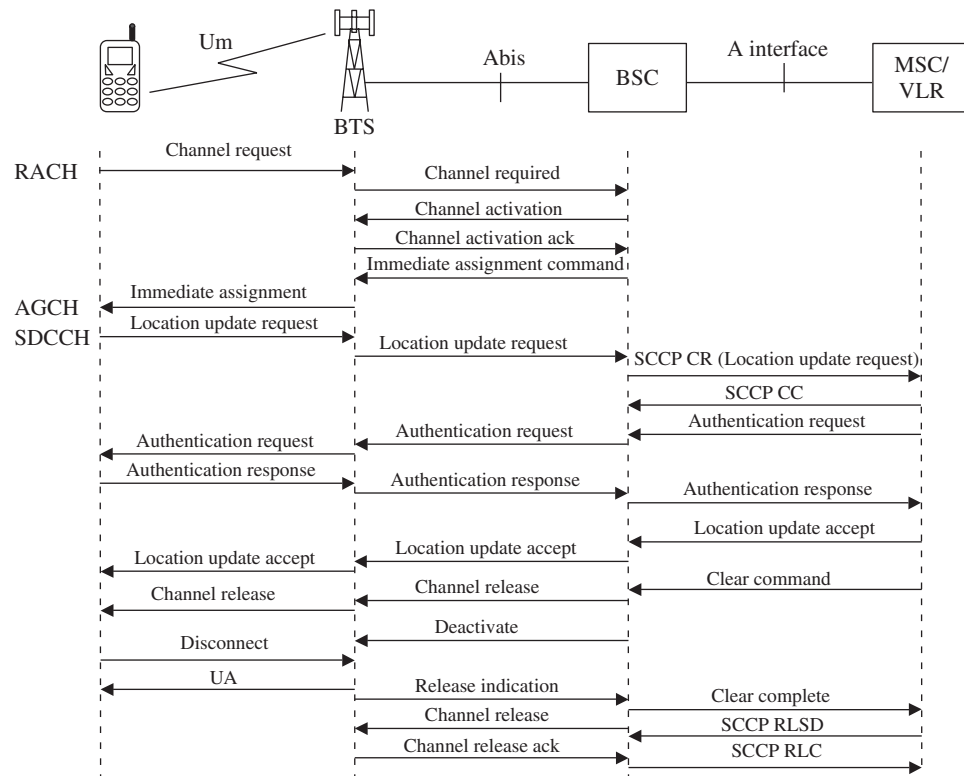 Um
Abis
A interface
BSC
MSC/
VLR
BTS
RACH
Channel request
Channel required
Channel activation
Channel activation ack
Immediate assignment command
AGCH
Immediate assignment
SDCCH
Location update request
Location update request
SCCP CR (Location update request)
SCCP CC
Authentication request
Authentication request
Authentication request
Authentication response
Authentication response
Authentication response
Location update accept
Location update accept
Location update accept
Clear command
Channel release
Channel release
Deactivate
Disconnect
UA
Release indication
Clear complete
Channel release
SCCP RLSD
Channel release ack
SCCP RLC